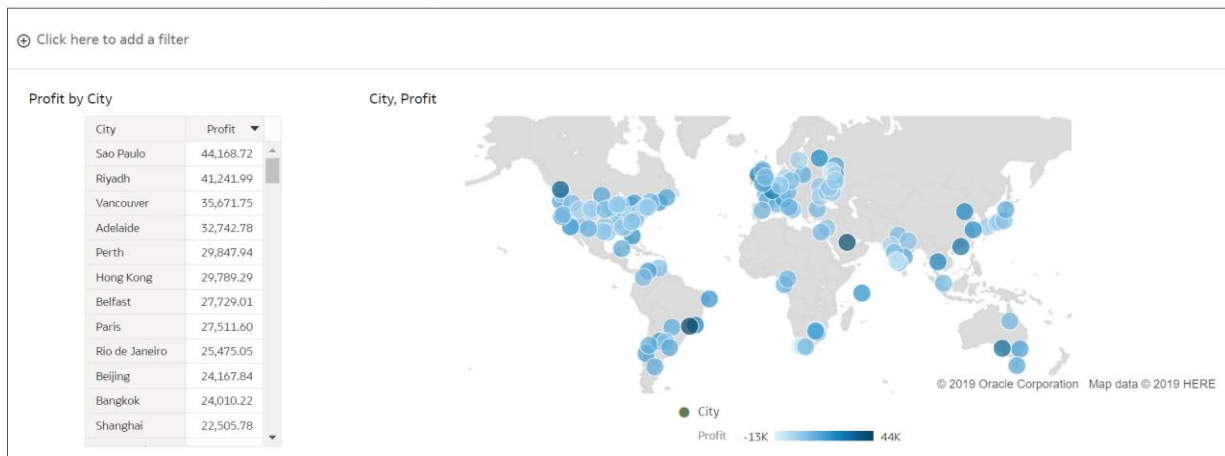 Click here to add a filter
Profit by City
City Profit
Sao Paulo 44,168.72
Riyadh 41,241.99
Vancouver 35,671.75
Adelaide 32,742.78
Perth 29,847.94
Hong Kong 29,789.29
Belfast 27,729.01
Paris 27,511.60
Rio de Janeiro 25,475.05
Beijing 24,167.84
Bangkok 24,010.22
Shanghai 22,505.78
City, Profit
© 2019 Oracle Corporation Map data © 2019 HERE
City
Profit -13K 44K